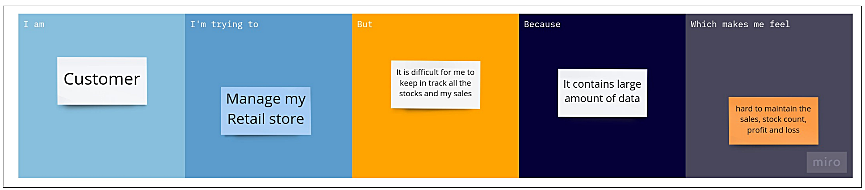 I am
Customer
I'm trying to
Manage my
Retail store
But
It is difficult for me to
keep in track all the
stocks and my sales
Because
It contains large
amount of data
Which makes me feel
hard to maintain the
sales, stock count,
profit and loss
miro